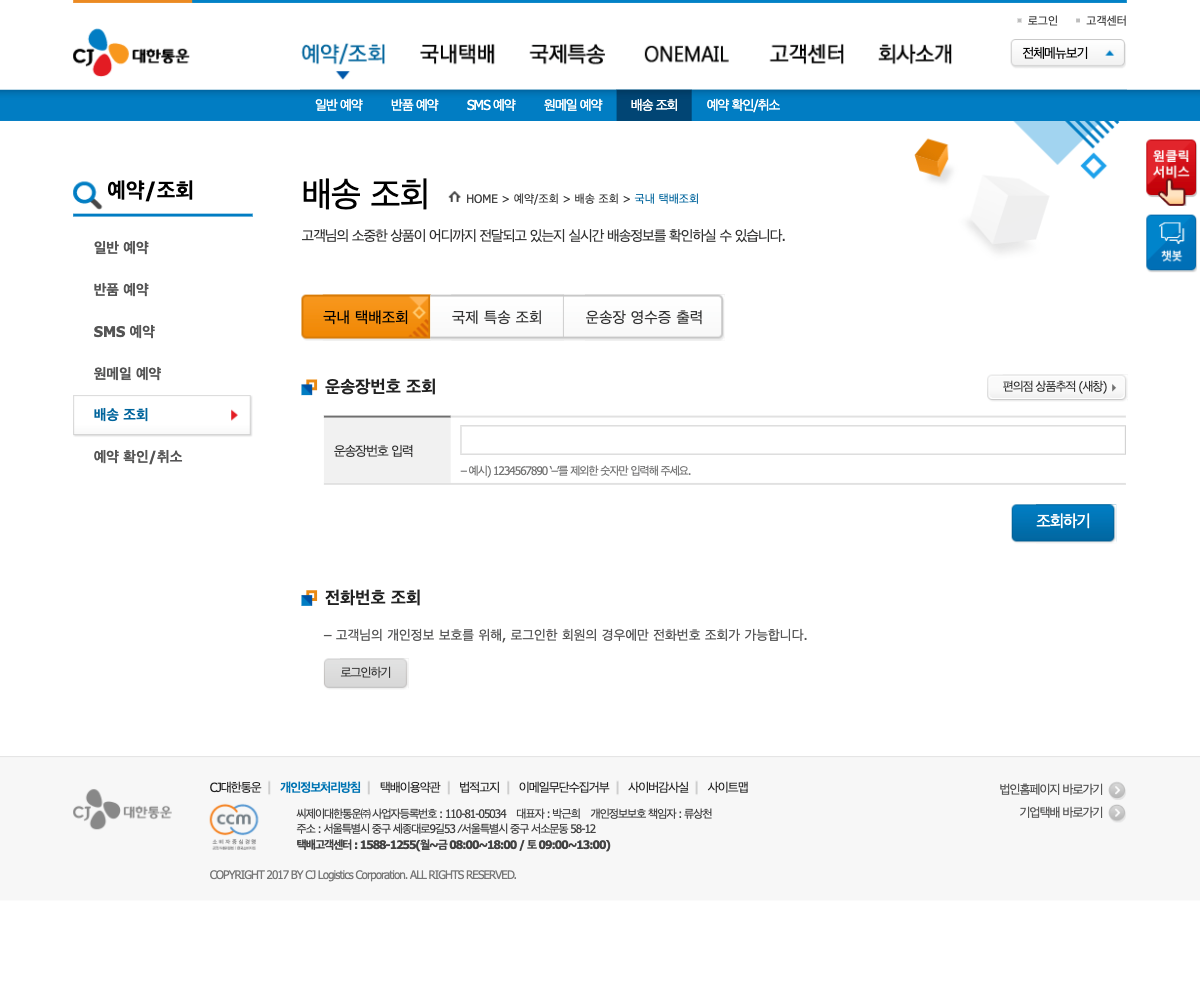 로그인 고객센터
CJ 대한통운
예약/조회 국내택배 국제특송 ONEMAIL 고객센터 회사소개
전체메뉴보기
일반 예약 반품 예약 SMS 예약 원메일 예약 배송 조회 예약 확인/취소
원클릭
서비스
챗봇
예약/조회
일반 예약
반품 예약
SMS 예약
원메일 예약
배송 조회
예약 확인/취소
배송 조회
HOME > 예약/조회 > 배송 조회 > 국내 택배조회
고객님의 소중한 상품이 어디까지 전달되고 있는지 실시간 배송정보를 확인하실 수 있습니다.
국내 택배조회 국제 특송 조회 운송장 영수증 출력
운송장번호 조회
편의점 상품추적 (새창)
운송장번호 입력
– 예시) 1234567890 '–'를 제외한 숫자만 입력해 주세요.
조회하기
전화번호 조회
– 고객님의 개인정보 보호를 위해, 로그인한 회원의 경우에만 전화번호 조회가 가능합니다.
로그인하기
CJ 대한통운
CJ대한통운 | 개인정보처리방침 | 택배이용약관 | 법적고지 | 이메일무단수집거부 | 사이버감사실 | 사이트맵
ccm
소비자중심경영
씨제이대한통운㈜ 사업자등록번호 : 110-81-05034 대표자 : 박근희 개인정보보호 책임자 : 류상천
주소 : 서울특별시 중구 세종대로9길53 /서울특별시 중구 서소문동 58-12
택배고객센터 : 1588-1255(월~금 08:00~18:00 / 토 09:00~13:00)
COPYRIGHT 2017 BY CJ Logistics Corporation. ALL RIGHTS RESERVED.
법인홈페이지 바로가기
기업택배 바로가기